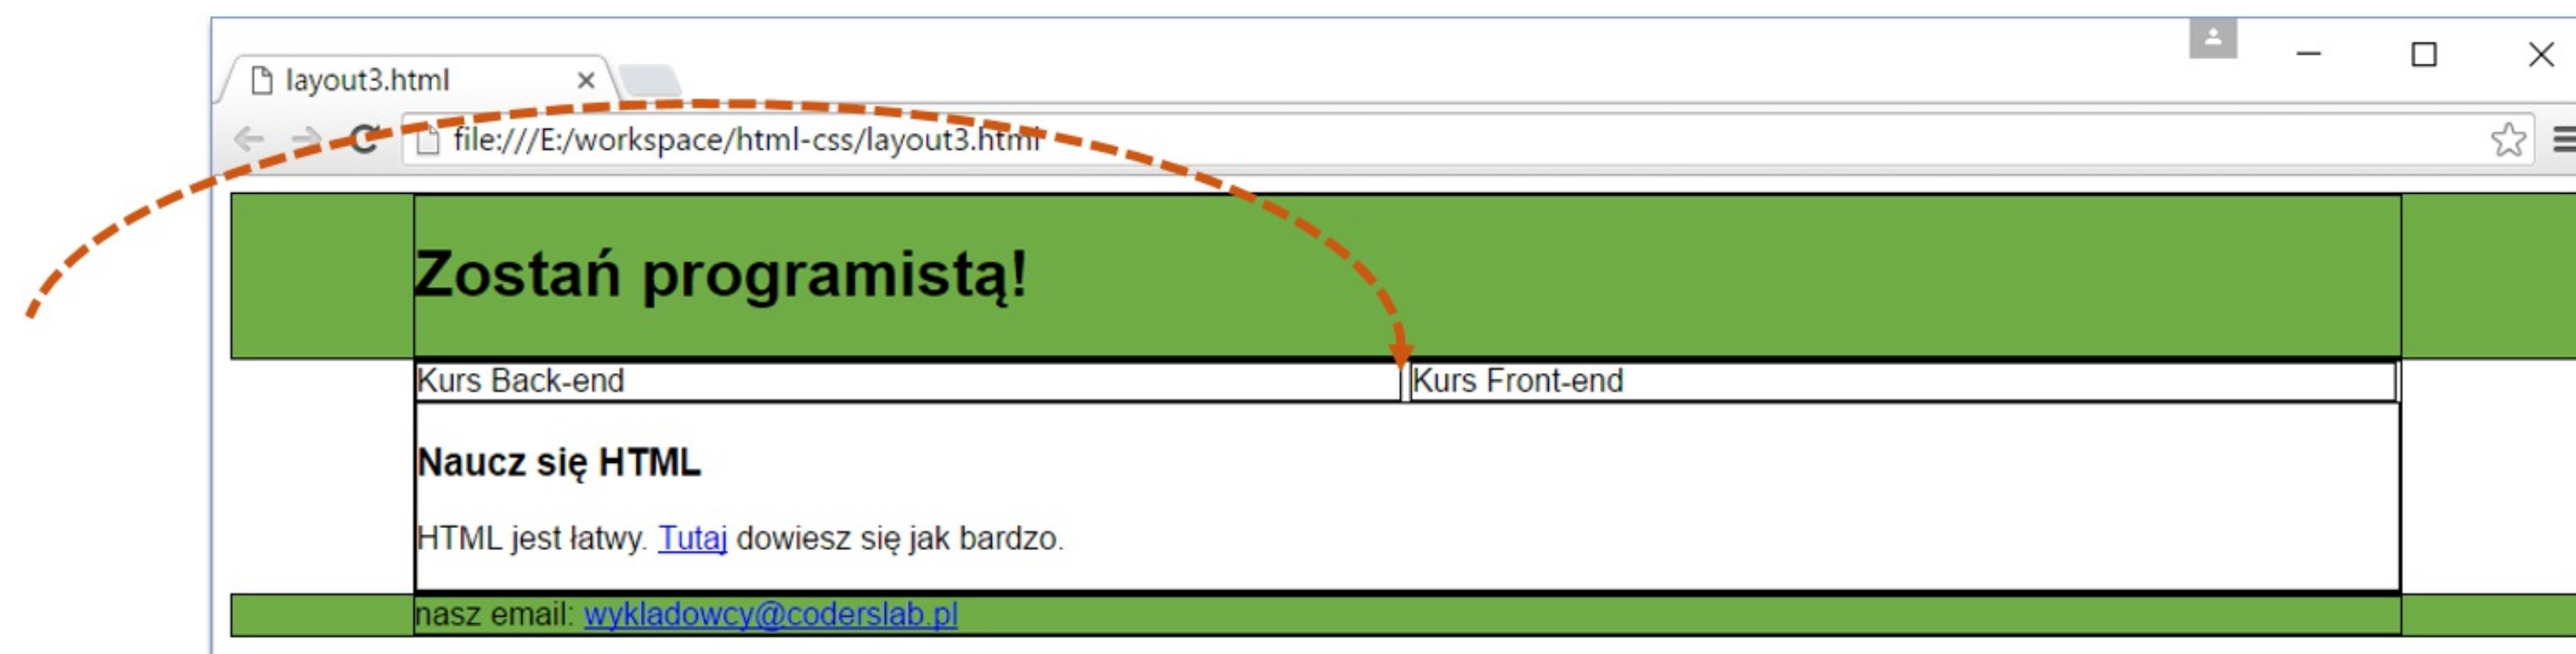 layout3.html
file:///E:/workspace/html-css/layout3.html
Zostań programistą!
Kurs Back-end
Kurs Front-end
Naucz się HTML
HTML jest łatwy. Tutaj dowiesz się jak bardzo.
nasz email: wykladowcy@coderslab.pl